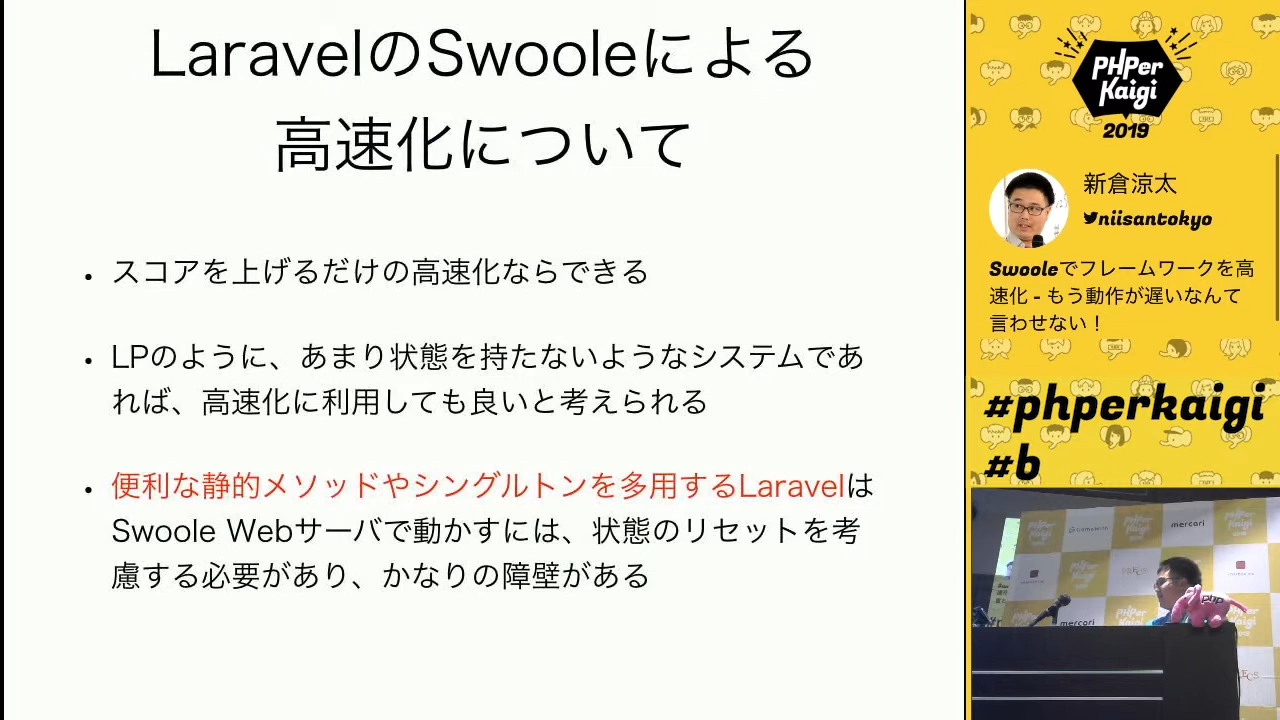 LaravelのSwooleによる
高速化について
・スコアを上げるだけの高速化ならできる
・LPのように、あまり状態を持たないようなシステムであ
れば、高速化に利用しても良いと考えられる
・便利な静的メソッドやシングルトンを多用するLaravelは
Swoole Webサーバで動かすには、状態のリセットを考
慮する必要があり、かなりの障壁がある
PHPer
Kaigi
2019
新倉涼太
niisantokyo
Swooleでフレームワークを高
速化 - もう動作が遅いなんて
言わせない！
#phperkaigi
#b
PHPer
Kaigi
mercari
PHPer
Kaigi
mercari
php